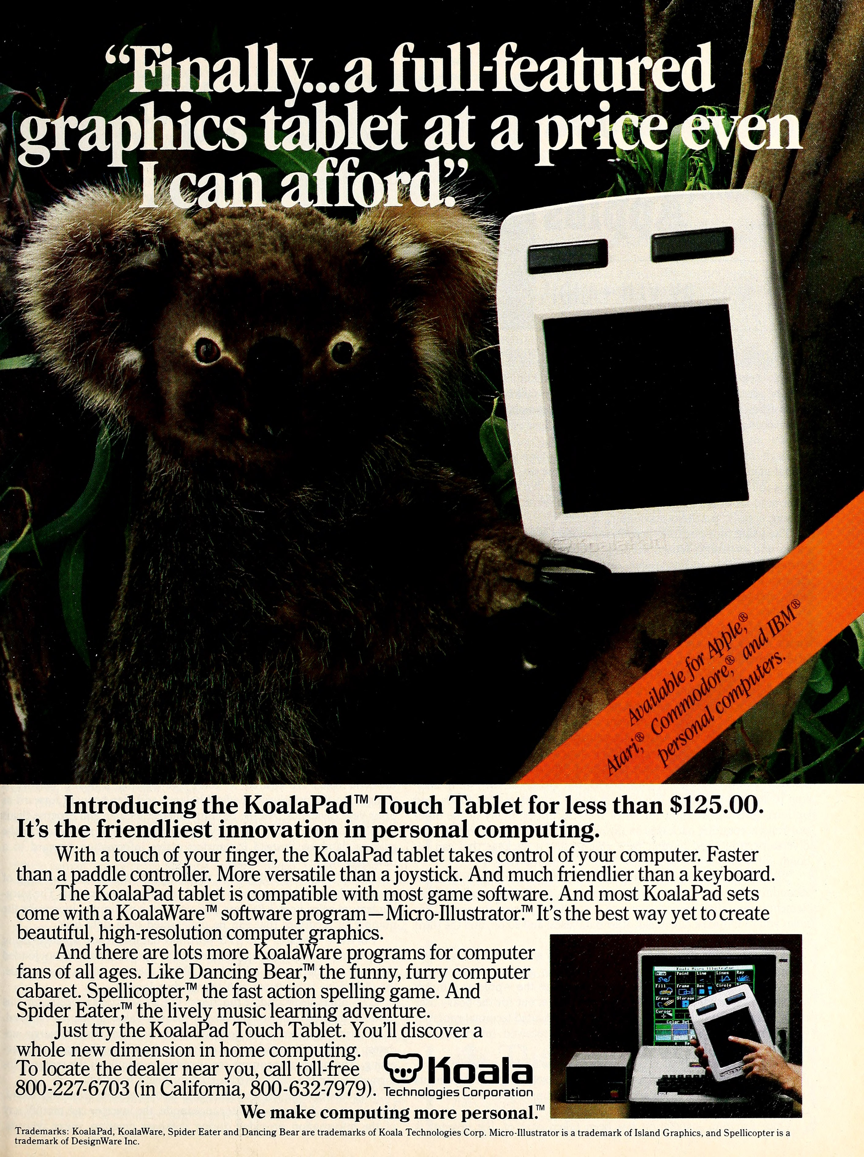 “Finally...a full-featured
graphics tablet at a price even
I can afford.”
KoalaPad
Available for Apple,®
Atari,® Commodore,® and IBM®
personal computers.
Introducing the KoalaPad™ Touch Tablet for less than $125.00.
It’s the friendliest innovation in personal computing.
With a touch of your finger, the KoalaPad tablet takes control of your computer. Faster
than a paddle controller. More versatile than a joystick. And much friendlier than a keyboard.
The KoalaPad tablet is compatible with most game software. And most KoalaPad sets
come with a KoalaWare™ software program—Micro-Illustrator.™ It’s the best way yet to create
beautiful, high-resolution computer graphics.
And there are lots more KoalaWare programs for computer
fans of all ages. Like Dancing Bear,™ the funny, furry computer
cabaret. Spellicopter,™ the fast action spelling game. And
Spider Eater,™ the lively music learning adventure.
Just try the KoalaPad Touch Tablet. You’ll discover a
whole new dimension in home computing.
To locate the dealer near you, call toll-free
800-227-6703 (in California, 800-632-7979).
Koala
Technologies Corporation
We make computing more personal.™
Trademarks: KoalaPad, KoalaWare, Spider Eater and Dancing Bear are trademarks of Koala Technologies Corp. Micro-Illustrator is a trademark of Island Graphics, and Spellicopter is a
trademark of DesignWare Inc.